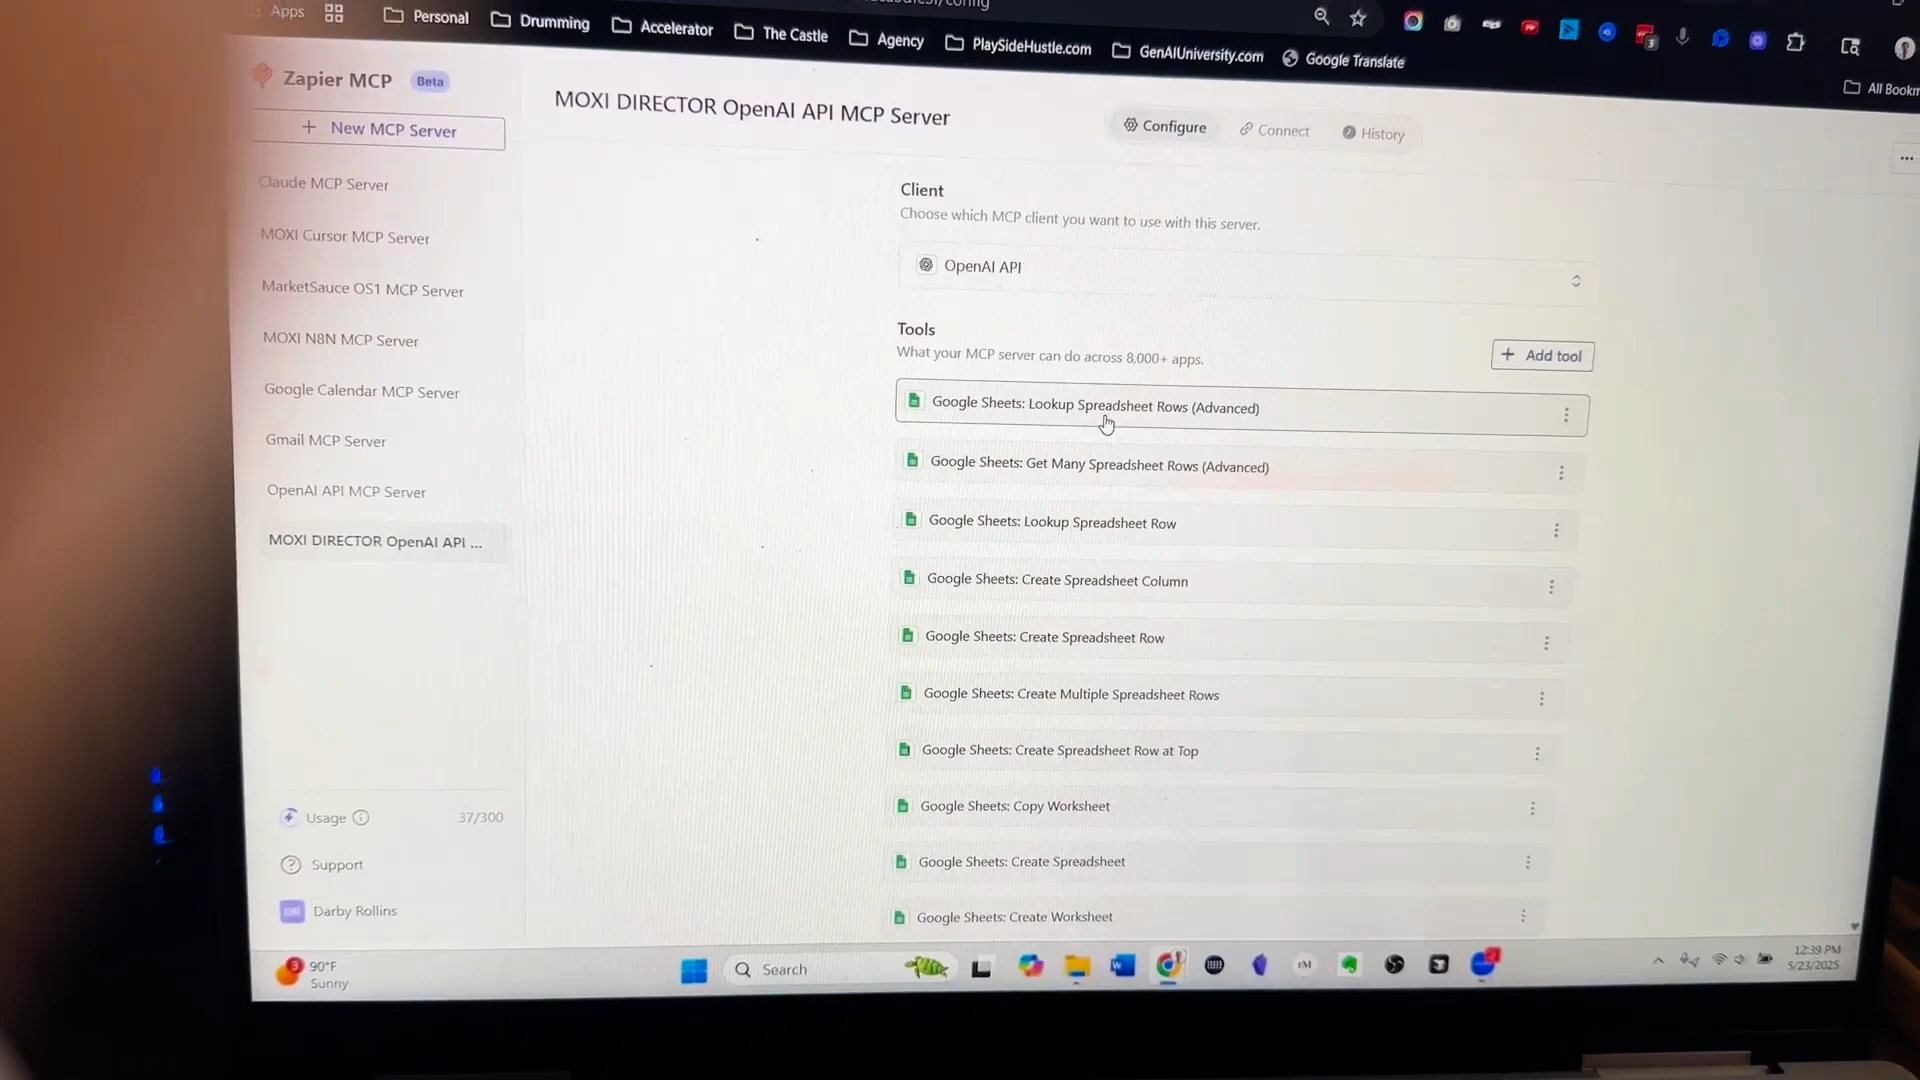 Apps
Personal
Drumming
Accelerator
The Castle
Agency
PlaySideHustle.com
GenAIUniversity.com
Google Translate
All Bookm
Zapier MCP
Beta
MOXI DIRECTOR OpenAI API MCP Server
Configure
Connect
History
+ New MCP Server
Claude MCP Server
MOXI Cursor MCP Server
MarketSauce OS1 MCP Server
MOXI N8N MCP Server
Google Calendar MCP Server
Gmail MCP Server
OpenAI API MCP Server
MOXI DIRECTOR OpenAI API ...
Client
Choose which MCP client you want to use with this server.
OpenAI API
Tools
What your MCP server can do across 8,000+ apps.
+ Add tool
Google Sheets: Lookup Spreadsheet Rows (Advanced)
Google Sheets: Get Many Spreadsheet Rows (Advanced)
Google Sheets: Lookup Spreadsheet Row
Google Sheets: Create Spreadsheet Column
Google Sheets: Create Spreadsheet Row
Google Sheets: Create Multiple Spreadsheet Rows
Google Sheets: Create Spreadsheet Row at Top
Google Sheets: Copy Worksheet
Google Sheets: Create Spreadsheet
Google Sheets: Create Worksheet
Usage
37/300
Support
DR
Darby Rollins
3
90°F
Sunny
Search
rM
12:39 PM
5/23/2025